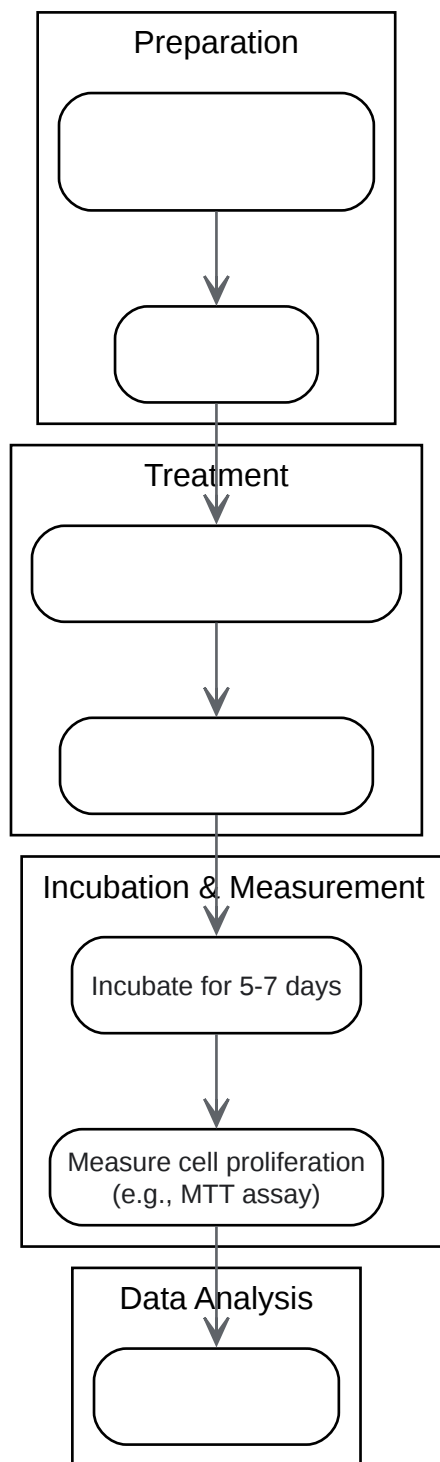 Preparation
Treatment
Incubation & Measurement
Incubate for 5-7 days
Measure cell proliferation
(e.g., MTT assay)
Data Analysis